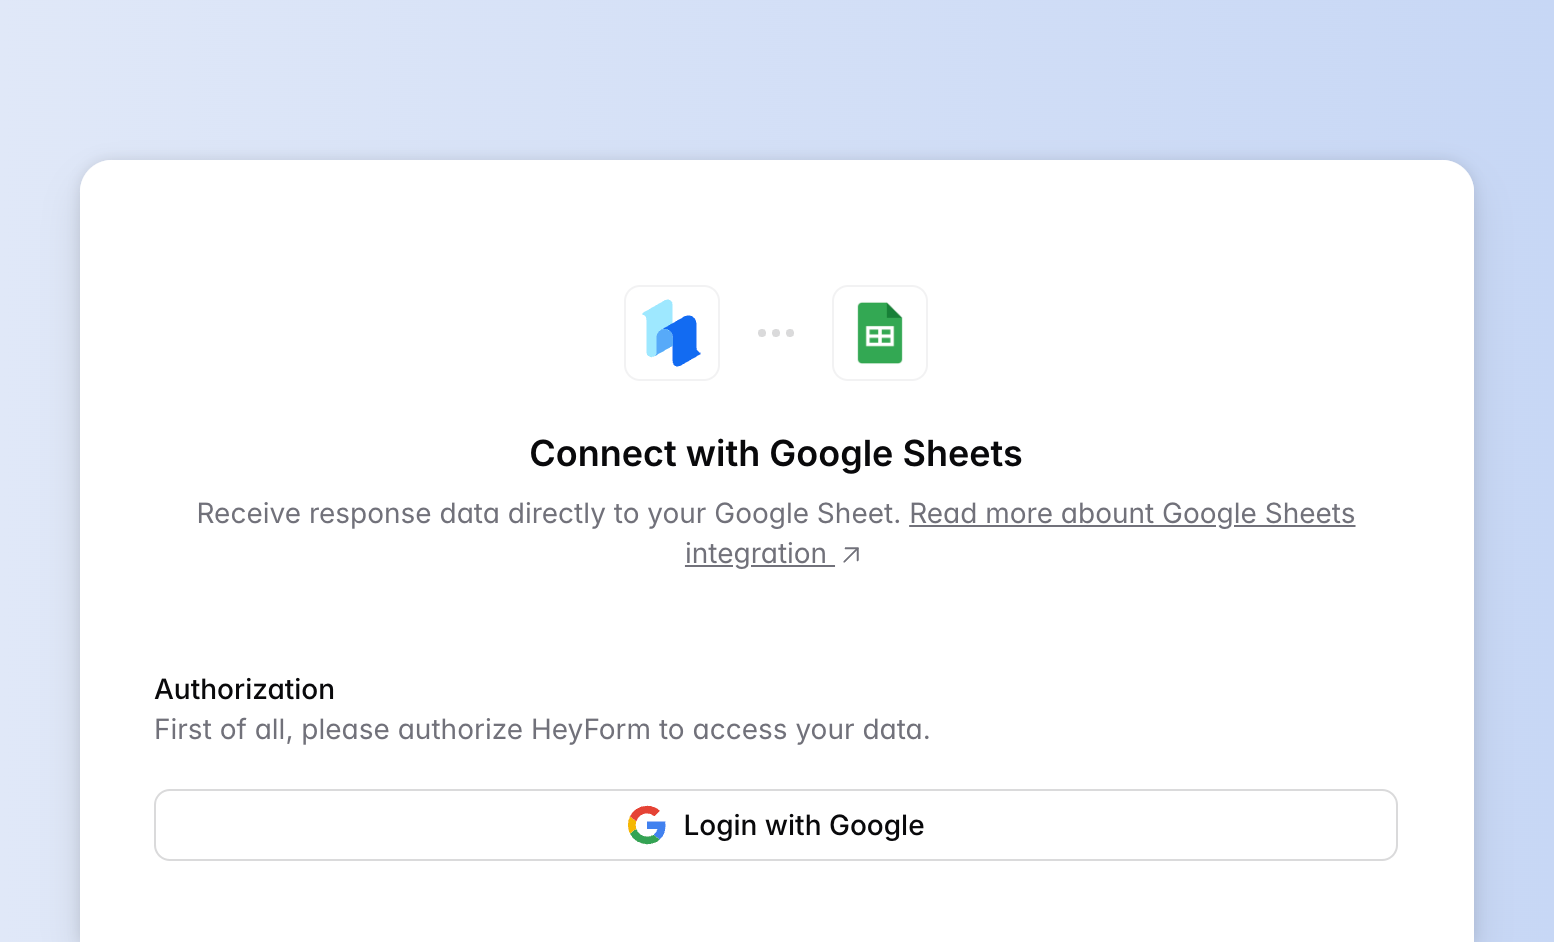 Connect with Google Sheets
Receive response data directly to your Google Sheet. Read more abount Google Sheets
integration
Authorization
First of all, please authorize HeyForm to access your data.
Login with Google